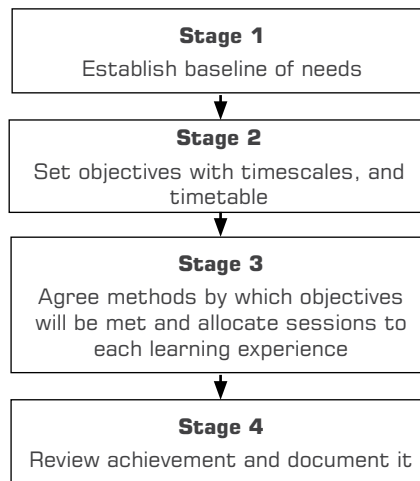 Stage 1
Establish baseline of needs
Stage 2
Set objectives with timescales, and
timetable
Stage 3
Agree methods by which objectives
will be met and allocate sessions to
each learning experience
Stage 4
Review achievement and document it